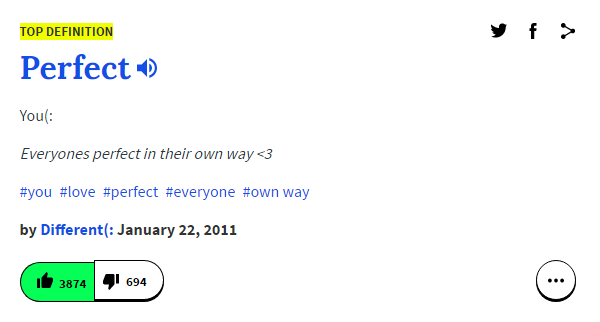 TOP DEFINITION
Perfect
You(:
Everyones perfect in their own way <3
#you #love #perfect #everyone #own way
by Different(: January 22, 2011
3874 694